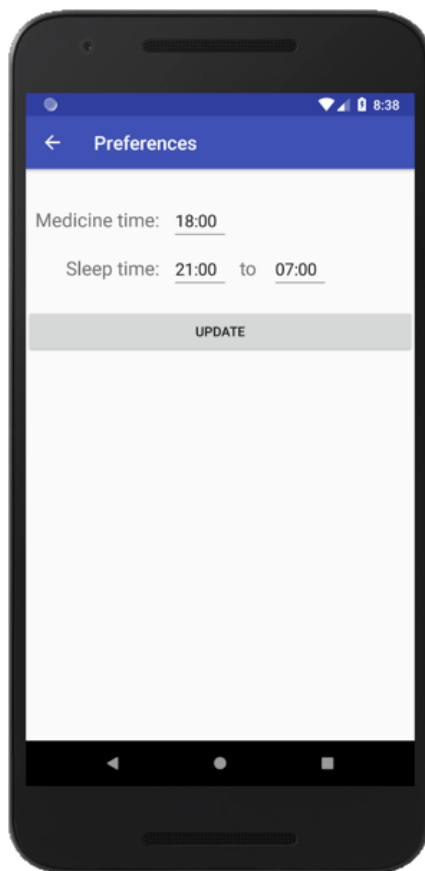 8:38
Preferences
Medicine time: 18:00
Sleep time: 21:00 to 07:00
UPDATE